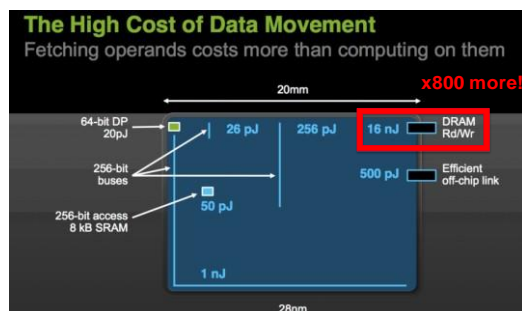 The High Cost of Data Movement
Fetching operands costs more than computing on them
x800 more!
20mm
64-bit DP
20pJ
26 pJ
256 pJ
16 nJ
DRAM
Rd/Wr
256-bit
buses
500 pJ
Efficient
off-chip link
256-bit access
8 kB SRAM
50 pJ
1 nJ
28nm